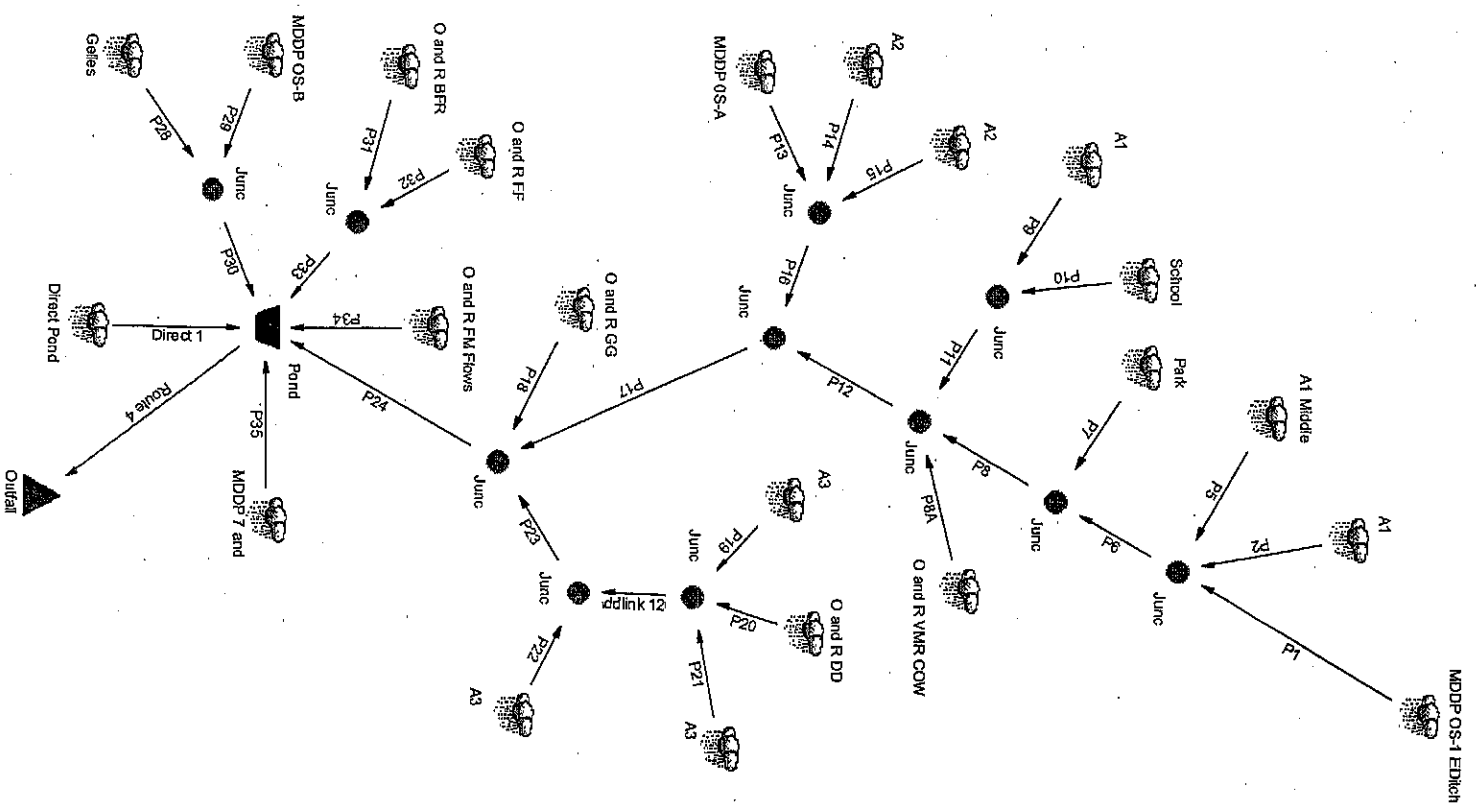 MDDP OS-1 EDitch
P1
A1
P2
A1 Middle
P5
Junc
P6
Park
P7
Junc
P8
O and R VMR COW
P8A
School
P10
A1
P9
Junc
P11
Junc
P12
A2
P15
A2
P14
MDDP OS-A
P13
Junc
P16
Junc
P17
O and R DD
P20
A3
P19
A3
P21
Junc
ddlink 12
A3
P22
Junc
P23
O and R GG
P18
Junc
P24
O and R FF
P32
O and R BFR
P31
Junc
P33
O and R FM Flows
P34
MDDP OS-B
P29
Geiles
P28
Junc
P30
Pond
Direct Pond
Direct 1
MDDP 7 and
P35
Route 4
Outfall